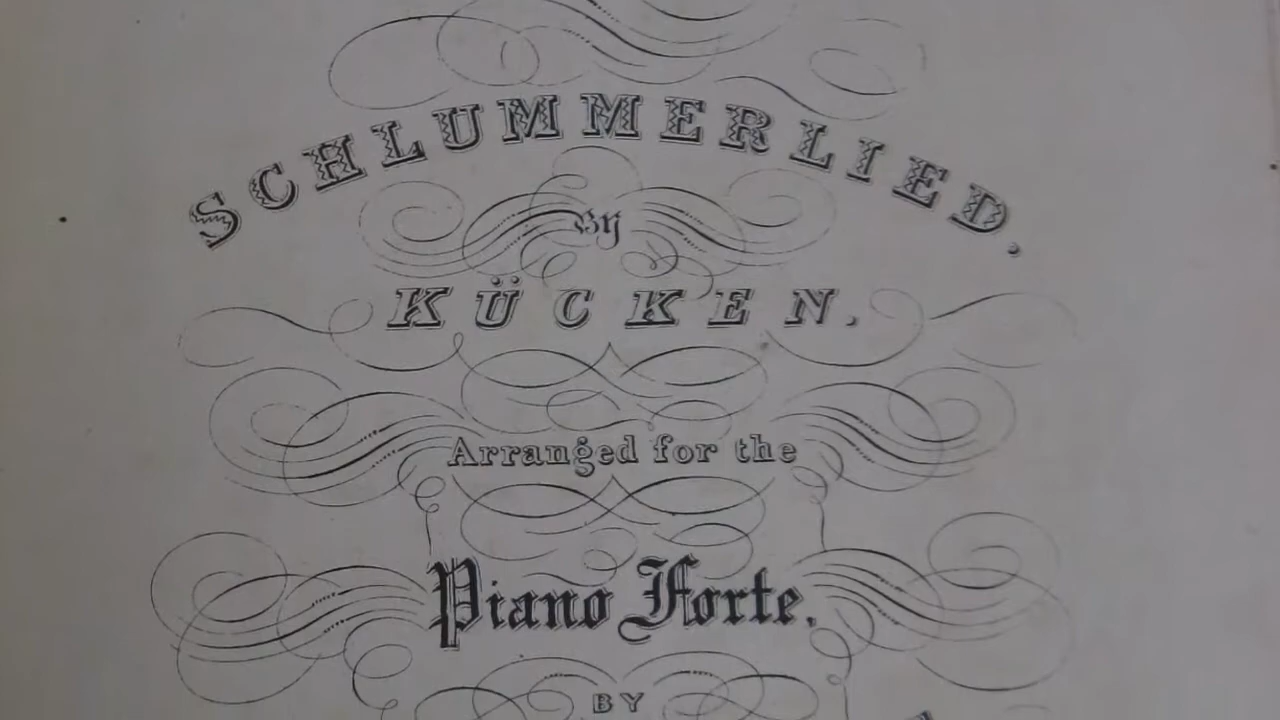 SCHLUMMERLIED.
By
KÜCKEN.
Arranged for the
Piano Forte.
BY